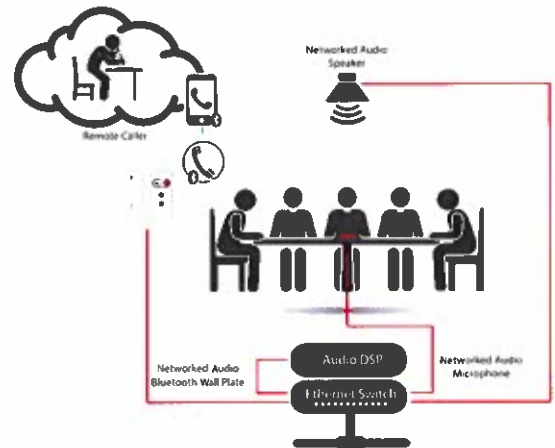 Networked Audio
Speaker
Remote Caller
Audio DSP
Networked Audio
Bluetooth Wall Plate
Networked Audio
Microphone
Ethernet Switch